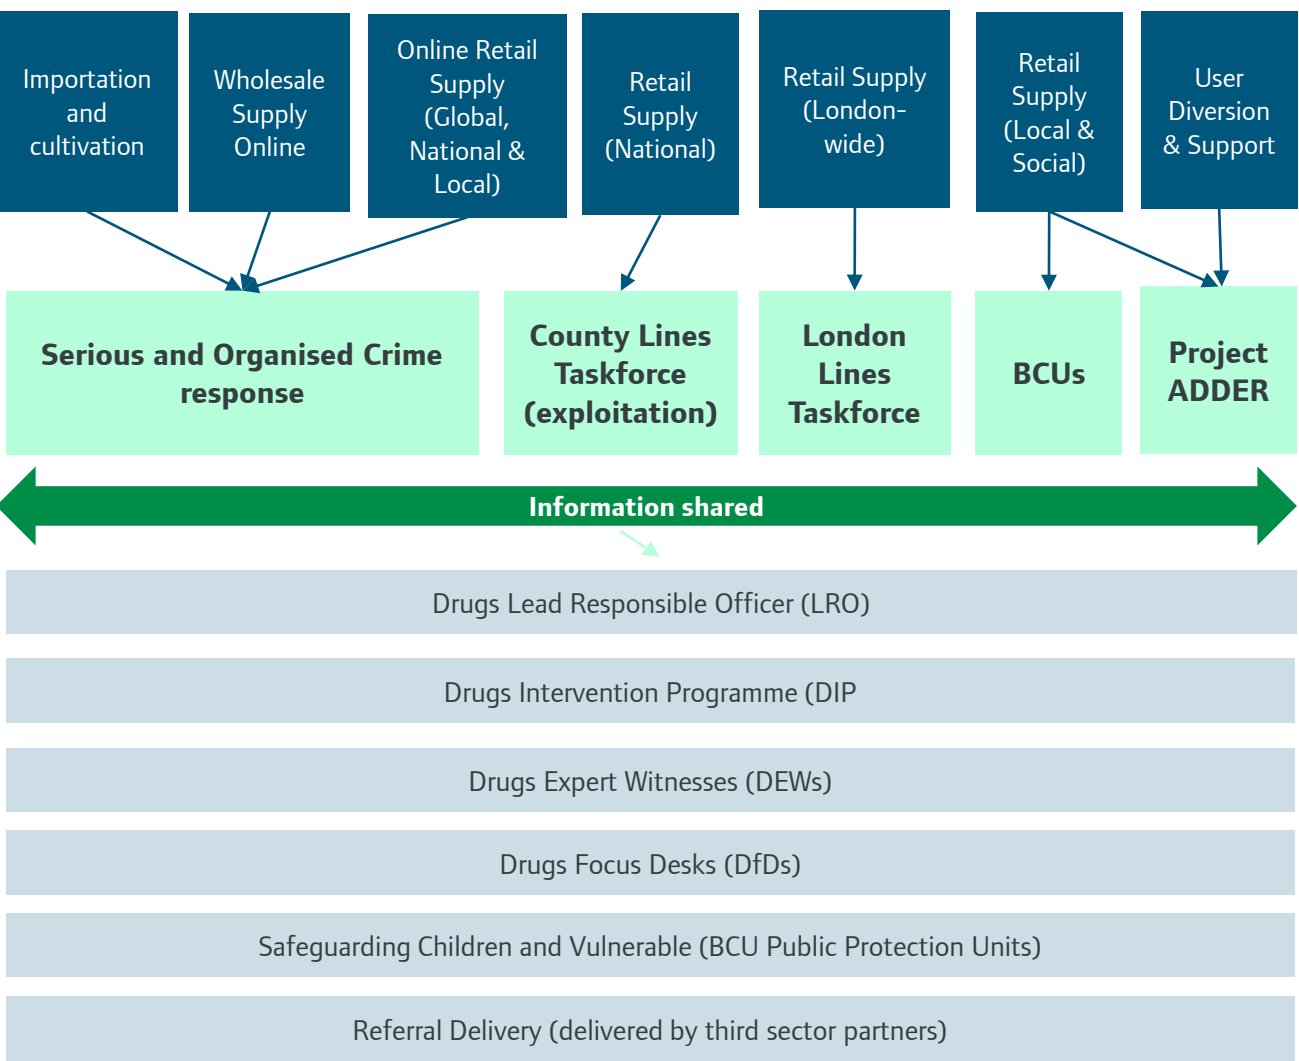 Importation
and
cultivation
Wholesale
Supply
Online
Online Retail
Supply
(Global,
National &
Local)
Retail
Supply
(National)
Retail Supply
(London-
wide)
Retail
Supply
(Local &
Social)
User
Diversion
& Support
Serious and Organised Crime
response
County Lines
Taskforce
(exploitation)
London
Lines
Taskforce
BCUs
Project
ADDER
Information shared
Drugs Lead Responsible Officer (LRO)
Drugs Intervention Programme (DIP
Drugs Expert Witnesses (DEWs)
Drugs Focus Desks (DfDs)
Safeguarding Children and Vulnerable (BCU Public Protection Units)
Referral Delivery (delivered by third sector partners)